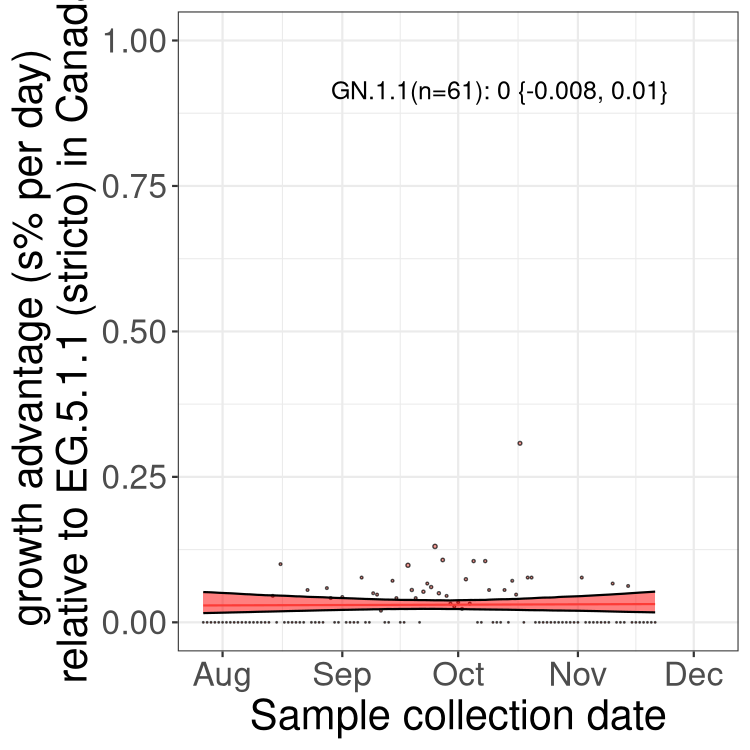 growth advantage (s% per day)
relative to EG.5.1.1 (stricto) in Canada
1.00
0.75
0.50
0.25
0.00
GN.1.1(n=61): 0 {-0.008, 0.01}
Aug Sep Oct Nov Dec
Sample collection date